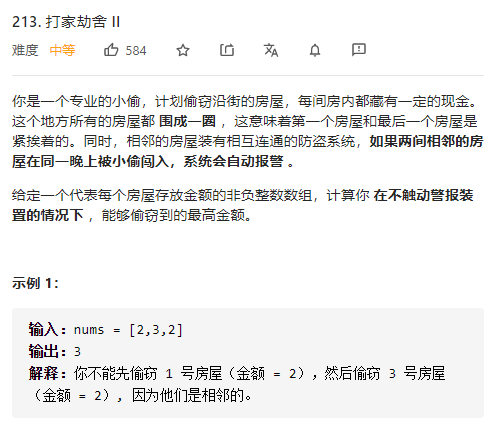 213. 打家劫舍 II
难度 中等 584
你是一个专业的小偷，计划偷窃沿街的房屋，每间房内都藏有一定的现金。
这个地方所有的房屋都 围成一圈 ，这意味着第一个房屋和最后一个房屋是
紧挨着的。同时，相邻的房屋装有相互连通的防盗系统，如果两间相邻的房
屋在同一晚上被小偷闯入，系统会自动报警 。
给定一个代表每个房屋存放金额的非负整数数组，计算你 在不触动警报装
置的情况下 ，能够偷窃到的最高金额。
示例 1：
输入：nums = [2,3,2]
输出：3
解释：你不能先偷窃 1 号房屋（金额 = 2），然后偷窃 3 号房屋
（金额 = 2）, 因为他们是相邻的。